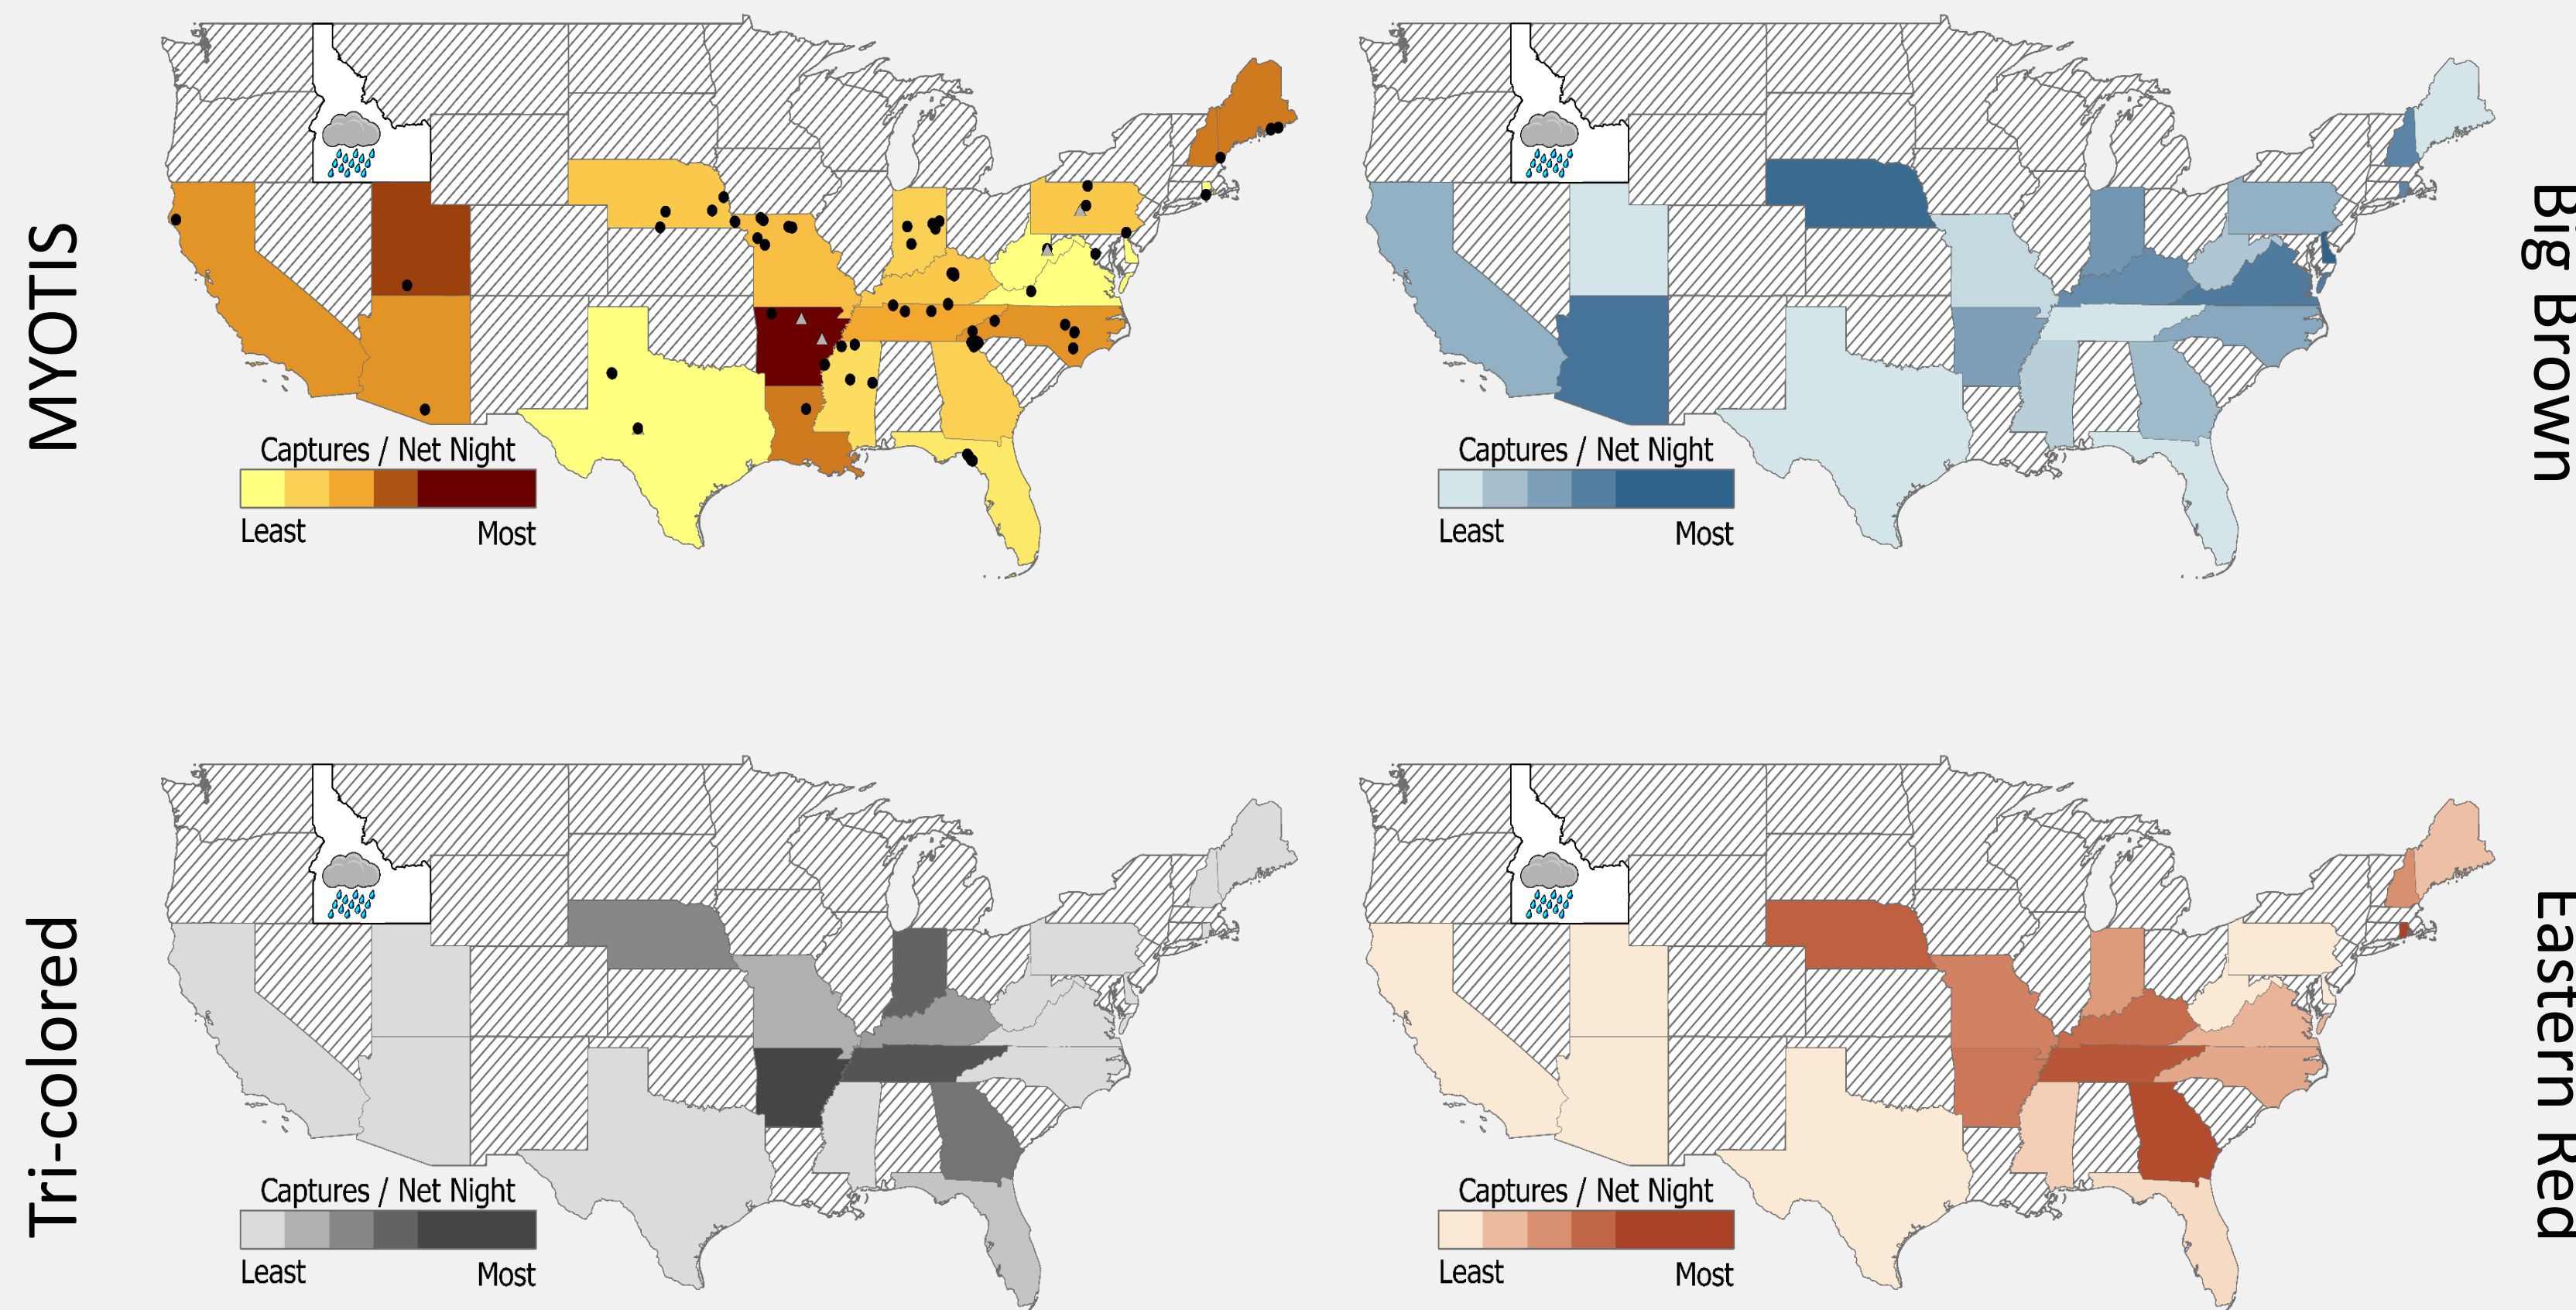 MYOTIS
Captures / Net Night
Least
Most
Big Brown
Captures / Net Night
Least
Most
Tri-colored
Captures / Net Night
Least
Most
Eastern Red
Captures / Net Night
Least
Most